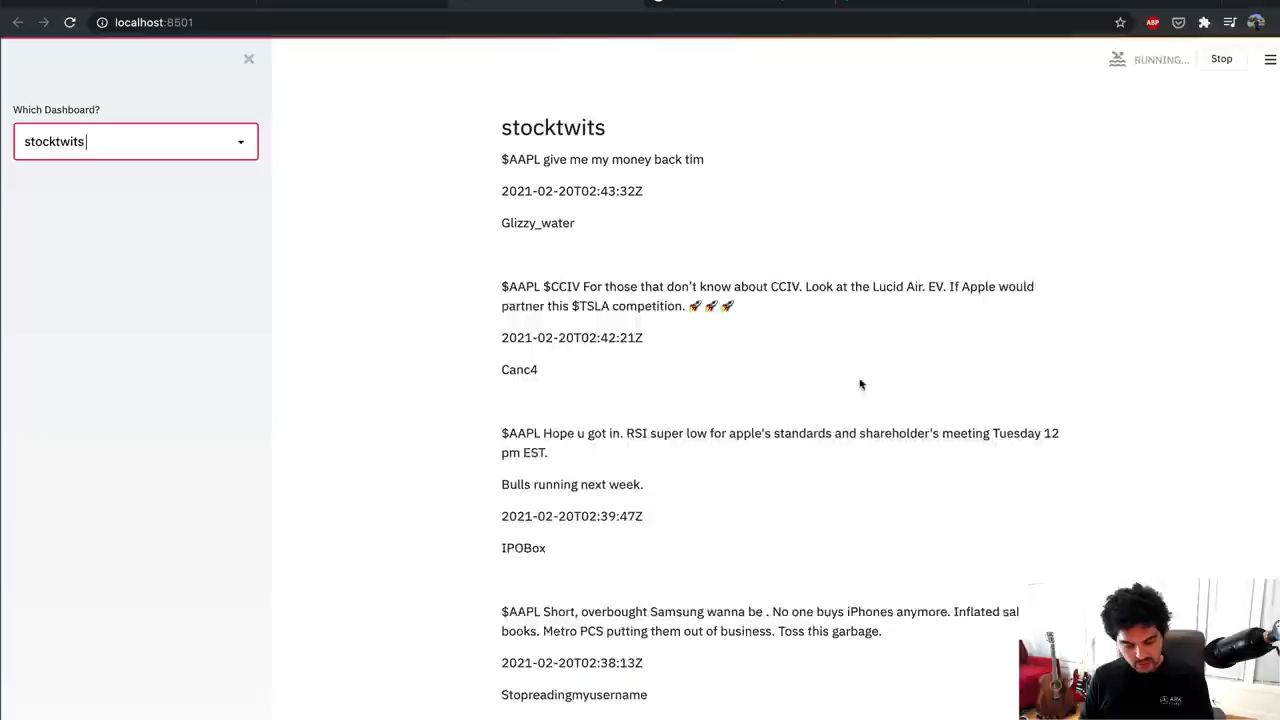 localhost:8501
ABP
RUNNING...
Stop
Which Dashboard?
stocktwits
stocktwits
$AAPL give me my money back tim
2021-02-20T02:43:32Z
Glizzy_water
$AAPL $CCIV For those that don't know about CCIV. Look at the Lucid Air. EV. If Apple would
partner this $TSLA competition. 🚀🚀🚀
2021-02-20T02:42:21Z
Canc4
$AAPL Hope u got in. RSI super low for apple's standards and shareholder's meeting Tuesday 12
pm EST.
Bulls running next week.
2021-02-20T02:39:47Z
IPOBox
$AAPL Short, overbought Samsung wanna be . No one buys iPhones anymore. Inflated sal
books. Metro PCS putting them out of business. Toss this garbage.
2021-02-20T02:38:13Z
Stopreadingmyusername
ARK